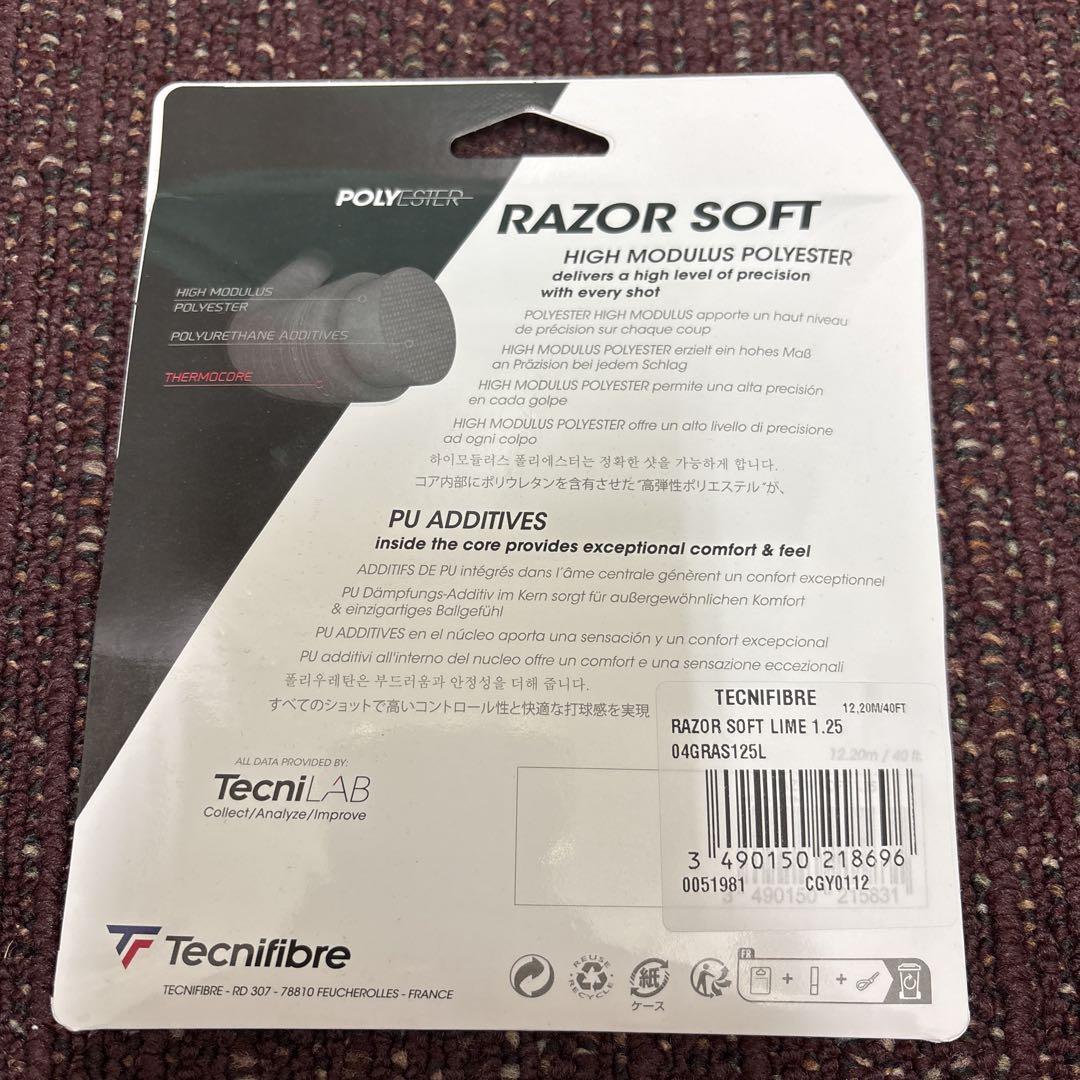 POLYESTER
RAZOR SOFT
HIGH MODULUS POLYESTER
delivers a high level of precision
with every shot
HIGH MODULUS
POLYESTER
POLYURETHANE ADDITIVES
THERMOCORE
POLYESTER HIGH MODULUS apporte un haut niveau
de précision sur chaque coup
HIGH MODULUS POLYESTER erzielt ein hohes Maß
an Präzision bei jedem Schlag
HIGH MODULUS POLYESTER permite una alta precisión
en cada golpe
HIGH MODULUS POLYESTER offre un alto livello di precisione
ad ogni colpo
하이모듈러스 폴리에스터는 정확한 샷을 가능하게 합니다.
コア内部にポリウレタンを含有させた“高弾性ポリエステル”が、
PU ADDITIVES
inside the core provides exceptional comfort & feel
ADDITIFS DE PU intégrés dans l'âme centrale génèrent un confort exceptionnel
PU Dämpfungs-Additiv im Kern sorgt für außergewöhnlichen Komfort
& einzigartiges Ballgefühl
PU ADDITIVES en el núcleo aporta una sensación y un confort excepcional
PU additivi all'interno del nucleo offre un comfort e una sensazione eccezionali
폴리우레탄은 부드러움과 안정성을 더해 줍니다.
すべてのショットで高いコントロール性と快適な打球感を実現
TECNIFIBRE 12,20M/40FT
RAZOR SOFT LIME 1.25
04GRAS125L
12.20m / 40 ft
3 490150 218696
0051981 CGY0112
3 490150 215831
ALL DATA PROVIDED BY:
TecniLAB
Collect/Analyze/Improve
Tecnifibre
TECNIFIBRE - RD 307 - 78810 FEUCHEROLLES - FRANCE
REUSE
RECYCLE
紙
ケース
FR